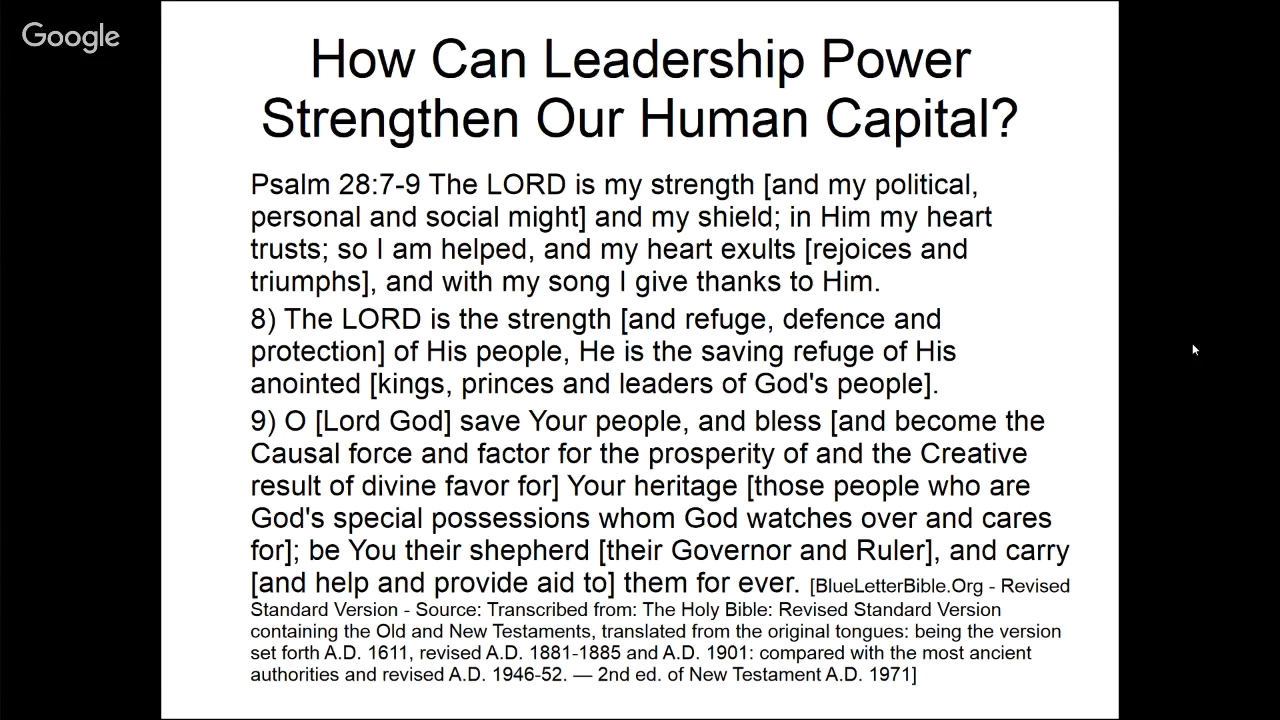 Google
How Can Leadership Power
Strengthen Our Human Capital?
Psalm 28:7-9 The LORD is my strength [and my political,
personal and social might] and my shield; in Him my heart
trusts; so I am helped, and my heart exults [rejoices and
triumphs], and with my song I give thanks to Him.
8) The LORD is the strength [and refuge, defence and
protection] of His people, He is the saving refuge of His
anointed [kings, princes and leaders of God's people].
9) O [Lord God] save Your people, and bless [and become the
Causal force and factor for the prosperity of and the Creative
result of divine favor for] Your heritage [those people who are
God's special possessions whom God watches over and cares
for]; be You their shepherd [their Governor and Ruler], and carry
[and help and provide aid to] them for ever. [BlueLetterBible.Org - Revised
Standard Version - Source: Transcribed from: The Holy Bible: Revised Standard Version
containing the Old and New Testaments, translated from the original tongues: being the version
set forth A.D. 1611, revised A.D. 1881-1885 and A.D. 1901: compared with the most ancient
authorities and revised A.D. 1946-52. — 2nd ed. of New Testament A.D. 1971]